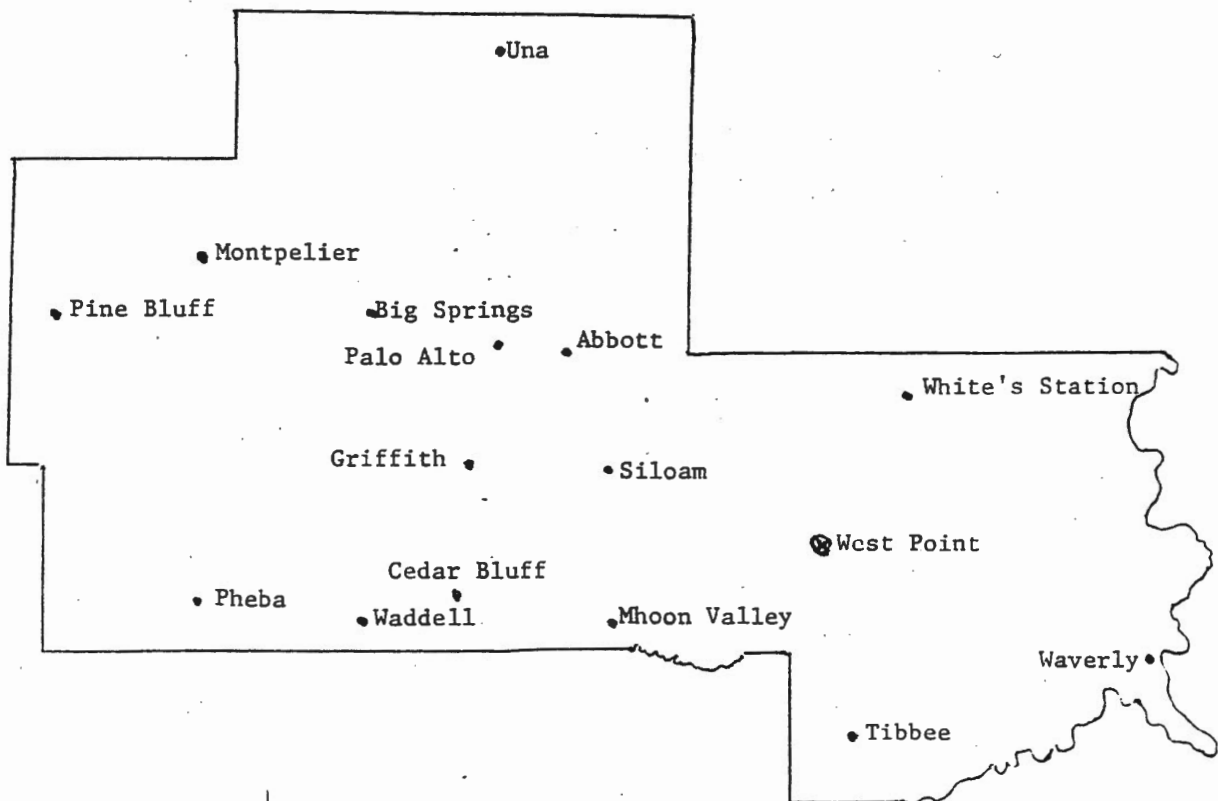 Una
Montpelier
Pine Bluff
Big Springs
Palo Alto
Abbott
White's Station
Griffith
Siloam
West Point
Cedar Bluff
Pheba
Waddell
Mhoon Valley
Waverly
Tibbee